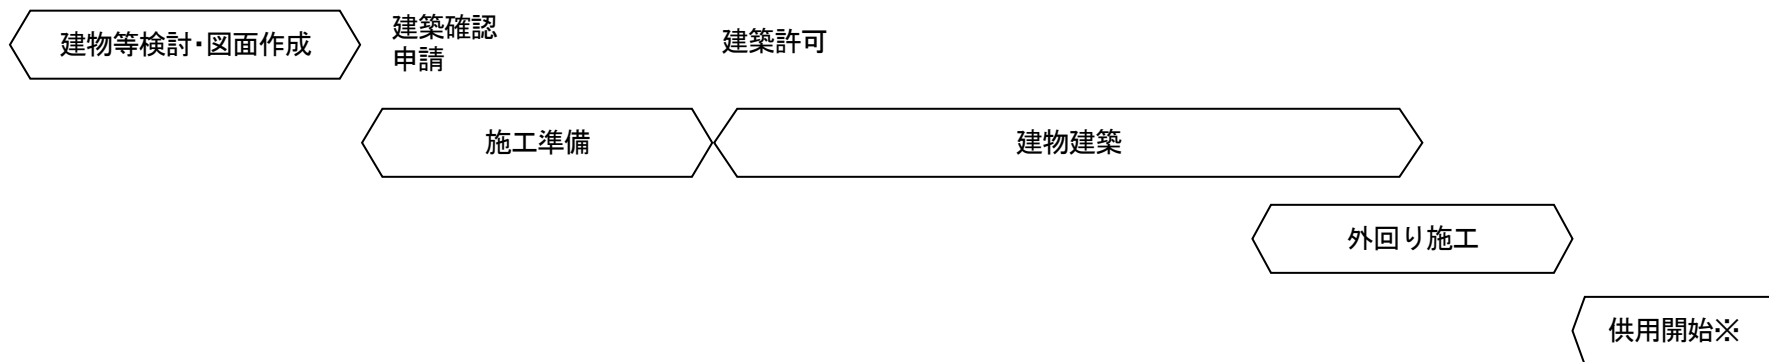 建物等検討・図面作成
建築確認
申請
建築許可
施工準備
建物建築
外回り施工
供用開始※